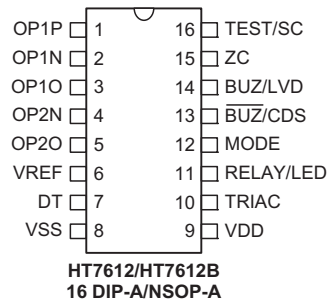 OP1P 1 16 TEST/SC
OP1N 2 15 ZC
OP1O 3 14 BUZ/LVD
OP2N 4 13 B̅U̅Z̅/CDS
OP2O 5 12 MODE
VREF 6 11 RELAY/LED
DT 7 10 TRIAC
VSS 8 9 VDD
HT7612/HT7612B
16 DIP-A/NSOP-A